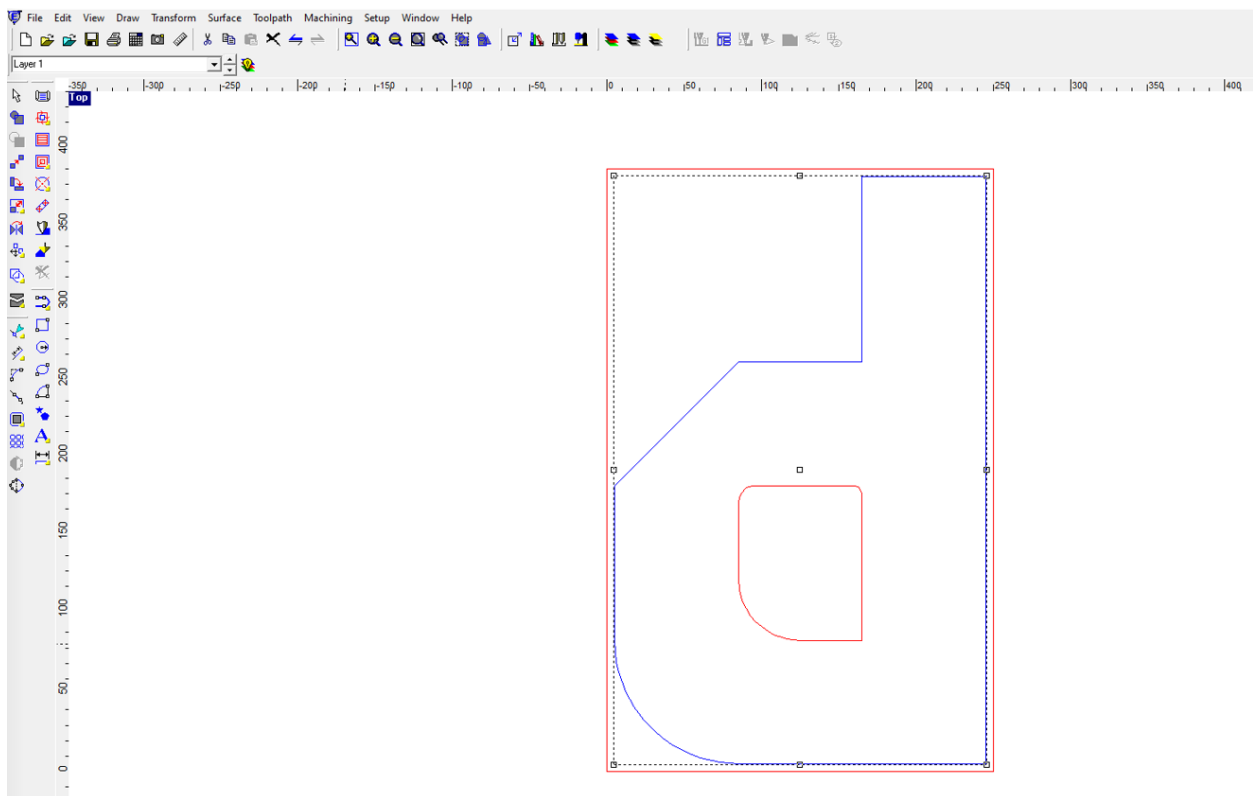 File Edit View Draw Transform Surface Toolpath Machining Setup Window Help
Layer 1
-350 -300 -250 -200 -150 -100 -50 0 50 100 150 200 250 300 350 400
Top
400
350
300
250
200
150
100
50
0